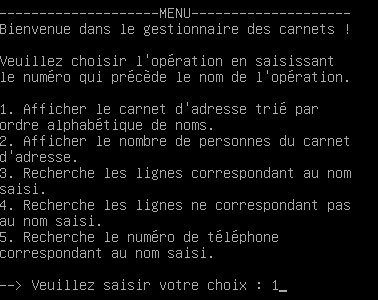 -------------------MENU-------------------
Bienvenue dans le gestionnaire des carnets !
Veuillez choisir l'opération en saisissant
le numéro qui précède le nom de l'opération.
1. Afficher le carnet d'adresse trié par
ordre alphabétique de noms.
2. Afficher le nombre de personnes du carnet
d'adresse.
3. Recherche les lignes correspondant au nom
saisi.
4. Recherche les lignes ne correspondant pas
au nom saisi.
5. Recherche le numéro de téléphone
correspondant au nom saisi.
--> Veuillez saisir votre choix : 1_